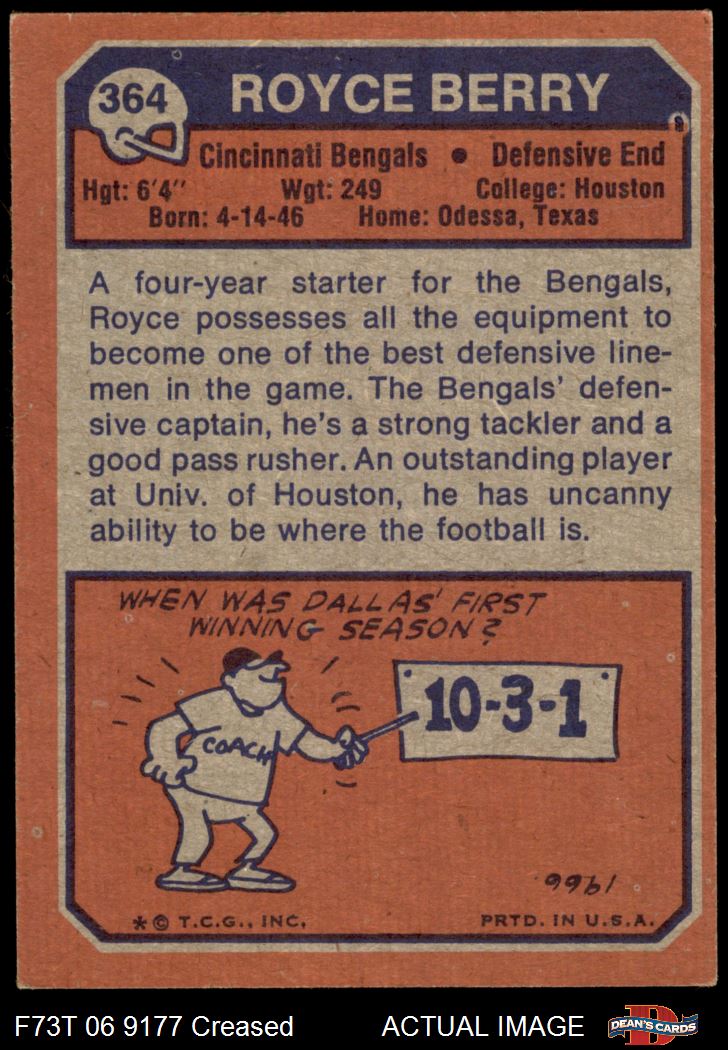 364
ROYCE BERRY
Cincinnati Bengals • Defensive End
Hgt: 6'4" Wgt: 249 College: Houston
Born: 4-14-46 Home: Odessa, Texas
A four-year starter for the Bengals,
Royce possesses all the equipment to
become one of the best defensive line-
men in the game. The Bengals' defen-
sive captain, he's a strong tackler and a
good pass rusher. An outstanding player
at Univ. of Houston, he has uncanny
ability to be where the football is.
WHEN WAS DALLAS' FIRST
WINNING SEASON?
10-3-1
COACH
1966
* © T.C.G., INC. PRTD. IN U.S.A.
F73T 06 9177 Creased ACTUAL IMAGE
DEAN'S CARDS